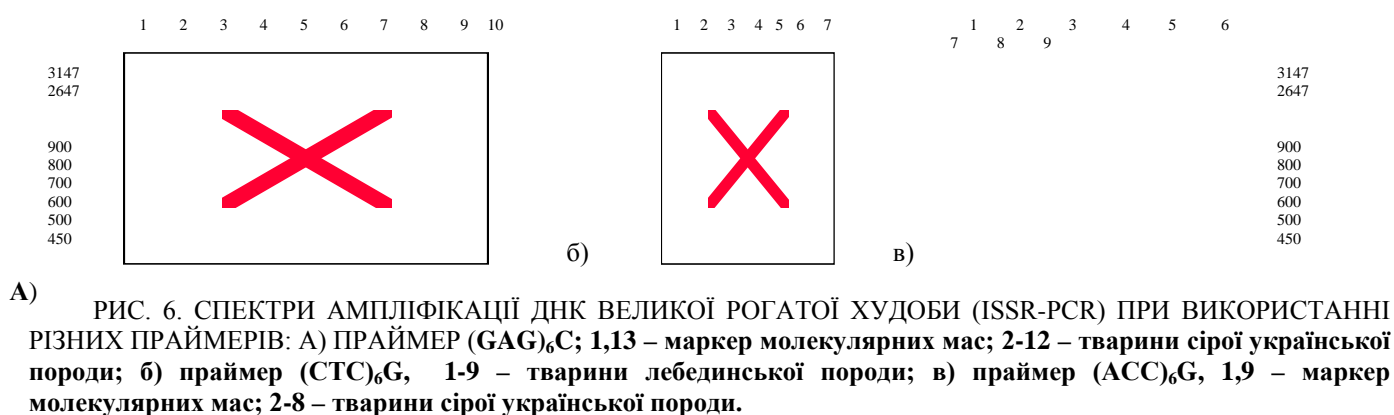 1 2 3 4 5 6 7 8 9 10
1 2 3 4 5 6 7
1 2 3 4 5 6
7 8 9
3147
2647
900
800
700
600
500
450
3147
2647
900
800
700
600
500
450
б)
в)
А)
РИС. 6. СПЕКТРИ АМПЛІФІКАЦІЇ ДНК ВЕЛИКОЇ РОГАТОЇ ХУДОБИ (ISSR-PCR) ПРИ ВИКОРИСТАННІ
РІЗНИХ ПРАЙМЕРІВ: А) ПРАЙМЕР (GAG)₆C; 1,13 – маркер молекулярних мас; 2-12 – тварини сірої української
породи; б) праймер (CTC)₆G, 1-9 – тварини лебединської породи; в) праймер (ACC)₆G, 1,9 – маркер
молекулярних мас; 2-8 – тварини сірої української породи.